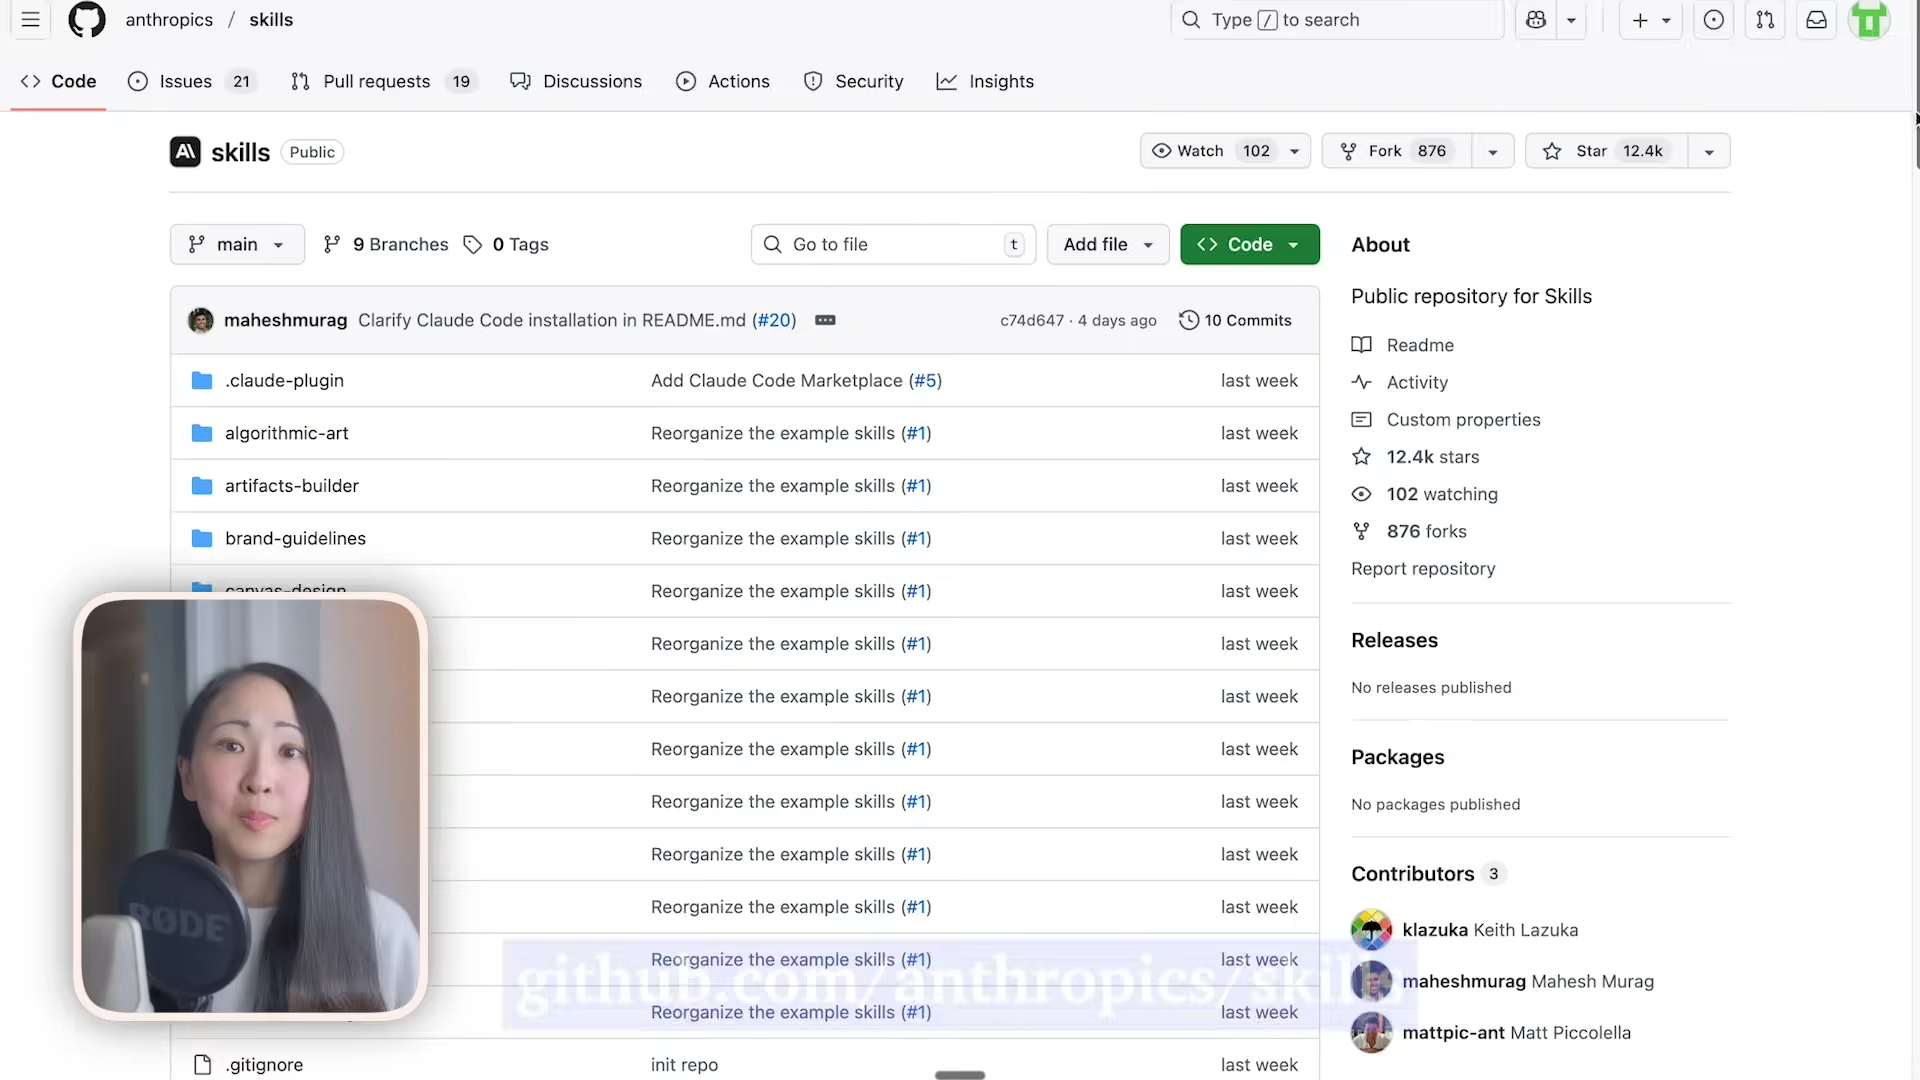 anthropics / skills
Type / to search
Code
Issues 21
Pull requests 19
Discussions
Actions
Security
Insights
skills Public
Watch 102
Fork 876
Star 12.4k
main
9 Branches
0 Tags
Go to file t
Add file
Code
maheshmurag Clarify Claude Code installation in README.md (#20)
c74d647 · 4 days ago
10 Commits
.claude-plugin Add Claude Code Marketplace (#5) last week
algorithmic-art Reorganize the example skills (#1) last week
artifacts-builder Reorganize the example skills (#1) last week
brand-guidelines Reorganize the example skills (#1) last week
canvas-design Reorganize the example skills (#1) last week
Reorganize the example skills (#1) last week
Reorganize the example skills (#1) last week
Reorganize the example skills (#1) last week
Reorganize the example skills (#1) last week
Reorganize the example skills (#1) last week
Reorganize the example skills (#1) last week
Reorganize the example skills (#1) last week
github.com/anthropics/skills
Reorganize the example skills (#1) last week
.gitignore init repo last week
RØDE
About
Public repository for Skills
Readme
Activity
Custom properties
12.4k stars
102 watching
876 forks
Report repository
Releases
No releases published
Packages
No packages published
Contributors 3
klazuka Keith Lazuka
maheshmurag Mahesh Murag
mattpic-ant Matt Piccolella